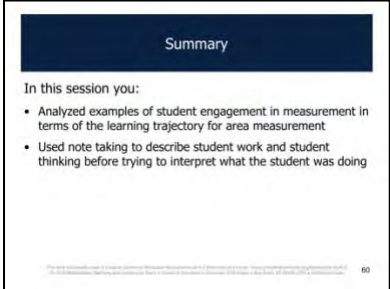 Summary
In this session you:
• Analyzed examples of student engagement in measurement in
terms of the learning trajectory for area measurement
• Used note taking to describe student work and student
thinking before trying to interpret what the student was doing
60